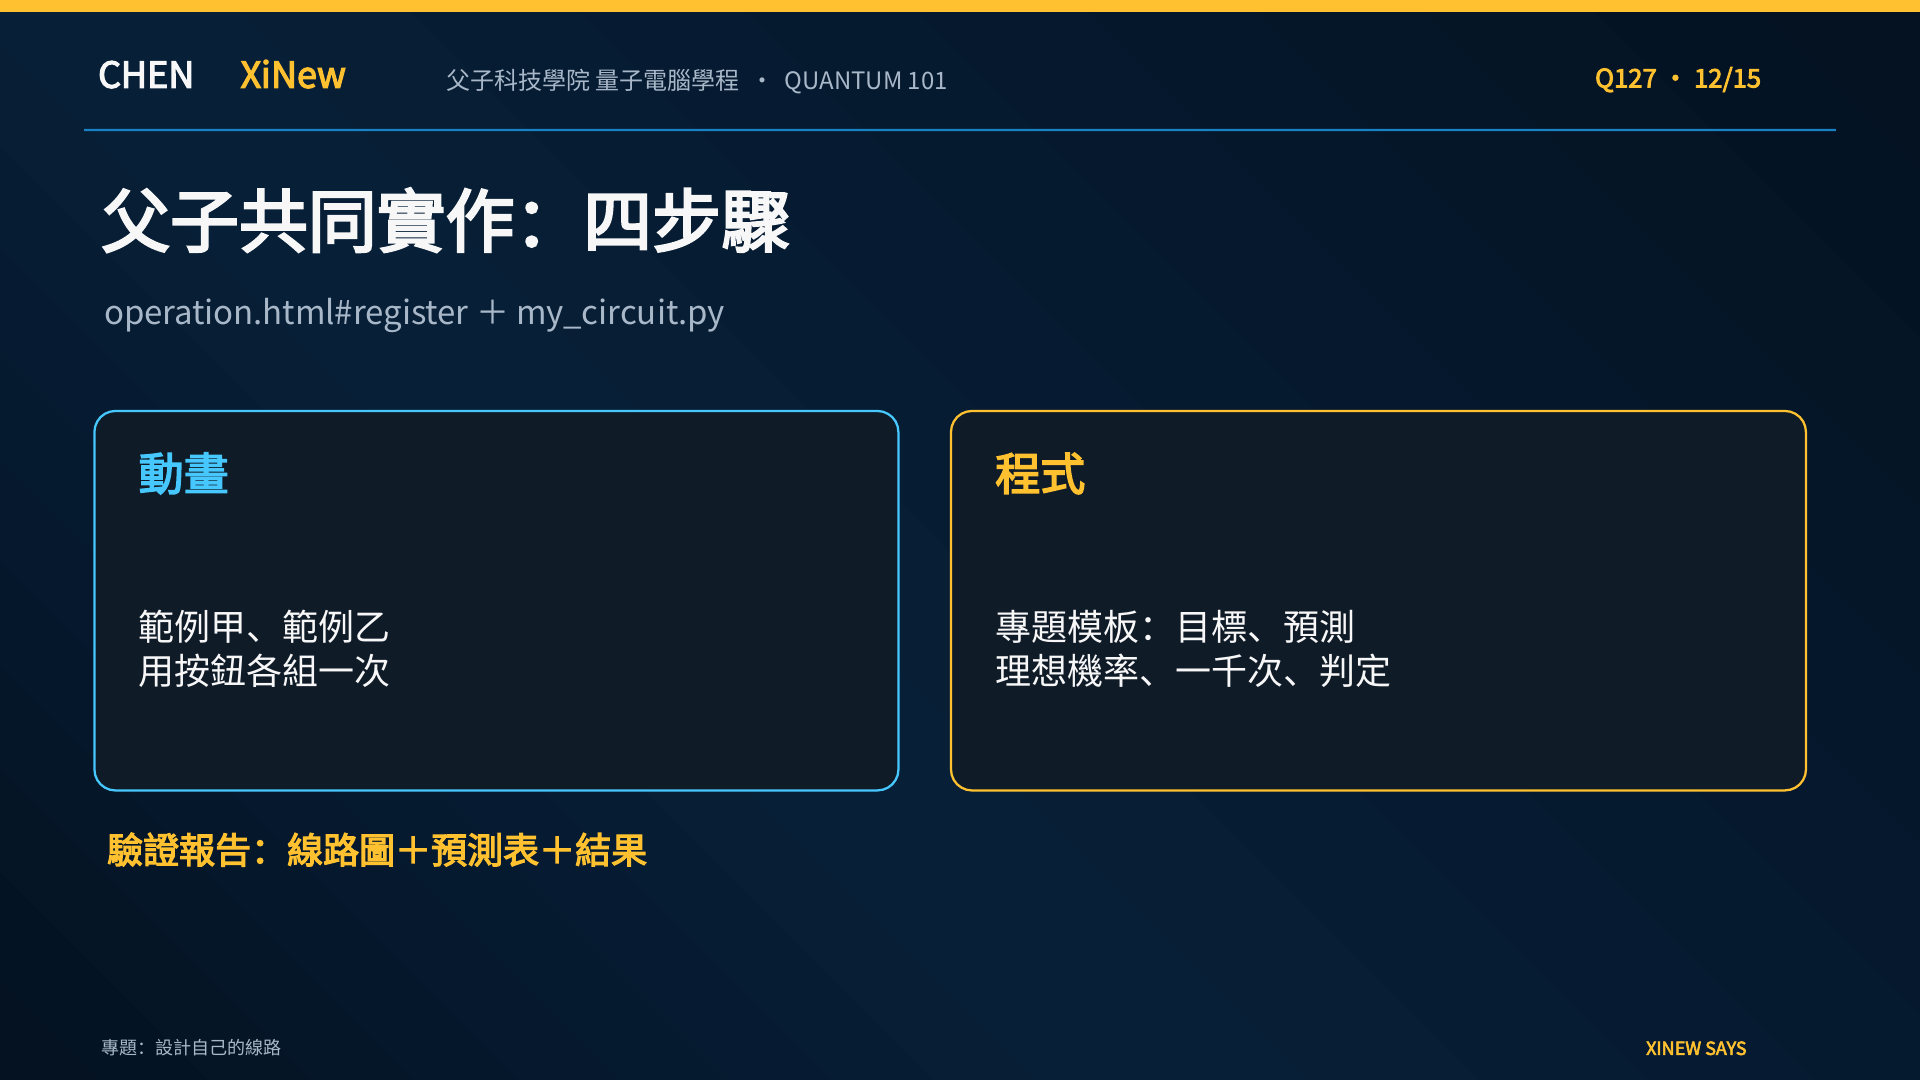 CHEN XiNew 父子科技學院 量子電腦學程 · QUANTUM 101 Q127 · 12/15
父子共同實作：四步驟
operation.html#register ＋ my_circuit.py
動畫
範例甲、範例乙
用按鈕各組一次
程式
專題模板：目標、預測
理想機率、一千次、判定
驗證報告：線路圖＋預測表＋結果
專題：設計自己的線路
XINEW SAYS